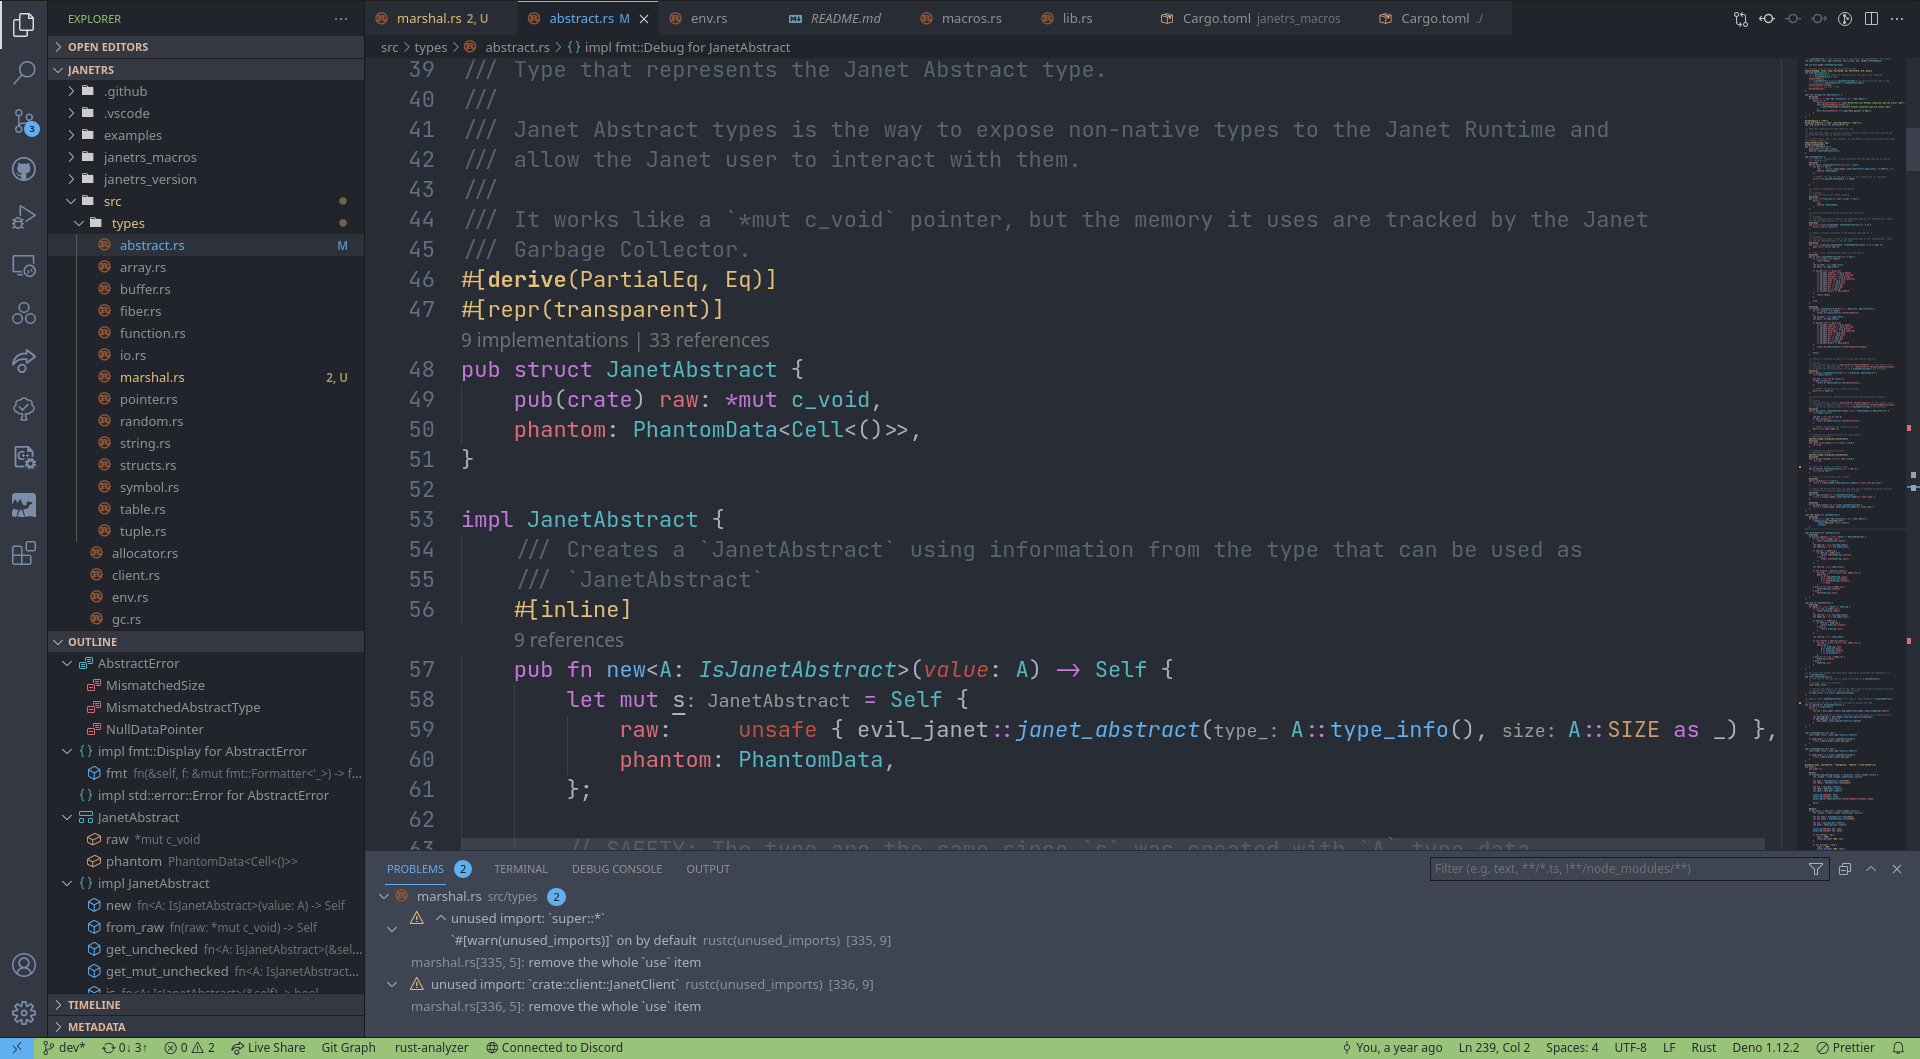 EXPLORER
OPEN EDITORS
JANETRS
.github
.vscode
examples
janetrs_macros
janetrs_version
src
types
abstract.rs M
array.rs
buffer.rs
fiber.rs
function.rs
io.rs
marshal.rs 2, U
pointer.rs
random.rs
string.rs
structs.rs
symbol.rs
table.rs
tuple.rs
allocator.rs
client.rs
env.rs
gc.rs
OUTLINE
AbstractError
MismatchedSize
MismatchedAbstractType
NullDataPointer
impl fmt::Display for AbstractError
fmt fn(&self, f: &mut fmt::Formatter<'_>) -> f...
impl std::error::Error for AbstractError
JanetAbstract
raw *mut c_void
phantom PhantomData<Cell<()>>
impl JanetAbstract
new fn<A: IsJanetAbstract>(value: A) -> Self
from_raw fn(raw: *mut c_void) -> Self
get_unchecked fn<A: IsJanetAbstract>(&sel...
get_mut_unchecked fn<A: IsJanetAbstract...
is fn<A: IsJanetAbstract>(&self) -> bool
TIMELINE
METADATA
3
marshal.rs 2, U
abstract.rs M
env.rs
README.md
macros.rs
lib.rs
Cargo.toml janetrs_macros
Cargo.toml ./
src > types > abstract.rs > {} impl fmt::Debug for JanetAbstract
39 /// Type that represents the Janet Abstract type.
40 ///
41 /// Janet Abstract types is the way to expose non-native types to the Janet Runtime and
42 /// allow the Janet user to interact with them.
43 ///
44 /// It works like a `*mut c_void` pointer, but the memory it uses are tracked by the Janet
45 /// Garbage Collector.
46 #[derive(PartialEq, Eq)]
47 #[repr(transparent)]
9 implementations | 33 references
48 pub struct JanetAbstract {
49 pub(crate) raw: *mut c_void,
50 phantom: PhantomData<Cell<()>>,
51 }
52
53 impl JanetAbstract {
54 /// Creates a `JanetAbstract` using information from the type that can be used as
55 /// `JanetAbstract`
56 #[inline]
9 references
57 pub fn new<A: IsJanetAbstract>(value: A) -> Self {
58 let mut s: JanetAbstract = Self {
59 raw: unsafe { evil_janet::janet_abstract(type_: A::type_info(), size: A::SIZE as _) },
60 phantom: PhantomData,
61 };
62
63 // SAFETY: The type are the same since `s` was created with `A` type data
PROBLEMS 2 TERMINAL DEBUG CONSOLE OUTPUT
Filter (e.g. text, **/*.ts, !**/node_modules/**)
marshal.rs src/types 2
unused import: `super::*`
`#[warn(unused_imports)]` on by default rustc(unused_imports) [335, 9]
marshal.rs[335, 5]: remove the whole `use` item
unused import: `crate::client::JanetClient` rustc(unused_imports) [336, 9]
marshal.rs[336, 5]: remove the whole `use` item
dev* 0↓ 3↑ 0 2 Live Share Git Graph rust-analyzer Connected to Discord You, a year ago Ln 239, Col 2 Spaces: 4 UTF-8 LF Rust Deno 1.12.2 Prettier